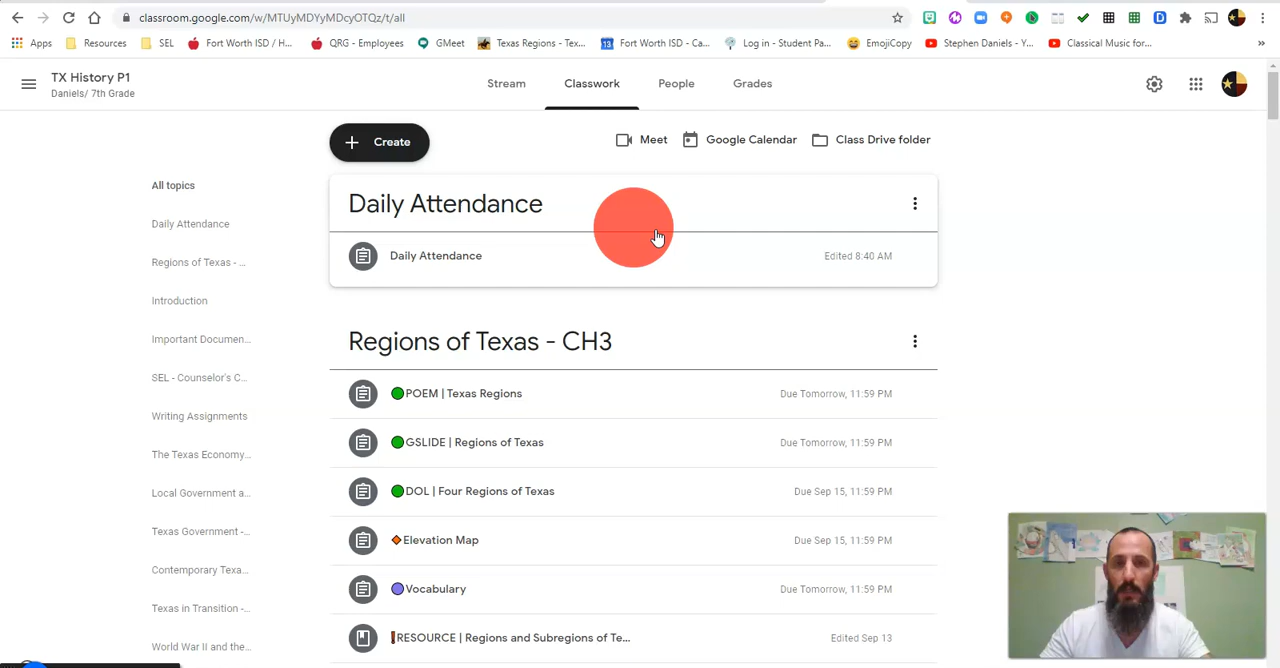 classroom.google.com/w/MTUyMDYyMDcyOTQz/t/all
Apps Resources SEL Fort Worth ISD / H... QRG - Employees GMeet Texas Regions - Tex... 13 Fort Worth ISD - Ca... Log in - Student Pa... EmojiCopy Stephen Daniels - Y... Classical Music for... »
TX History P1
Daniels/ 7th Grade
Stream Classwork People Grades
Create
Meet Google Calendar Class Drive folder
All topics
Daily Attendance
Regions of Texas - ...
Introduction
Important Documen...
SEL - Counselor's C...
Writing Assignments
The Texas Economy...
Local Government a...
Texas Government -...
Contemporary Texa...
Texas in Transition -...
World War II and the...
Daily Attendance
Daily Attendance Edited 8:40 AM
Regions of Texas - CH3
POEM | Texas Regions Due Tomorrow, 11:59 PM
GSLIDE | Regions of Texas Due Tomorrow, 11:59 PM
DOL | Four Regions of Texas Due Sep 15, 11:59 PM
Elevation Map Due Sep 15, 11:59 PM
Vocabulary Due Tomorrow, 11:59 PM
RESOURCE | Regions and Subregions of Te... Edited Sep 13